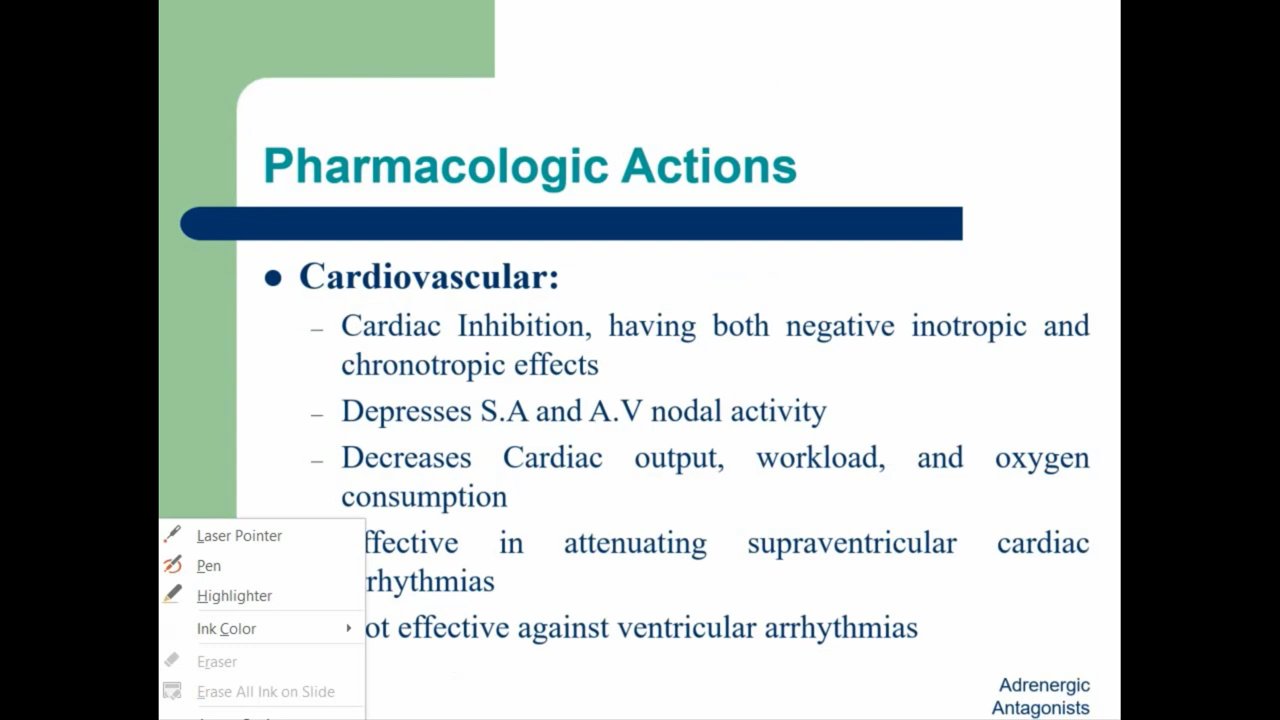 Pharmacologic Actions
Cardiovascular:
– Cardiac Inhibition, having both negative inotropic and
chronotropic effects
– Depresses S.A and A.V nodal activity
– Decreases Cardiac output, workload, and oxygen
consumption
ffective in attenuating supraventricular cardiac
rhythmias
ot effective against ventricular arrhythmias
Laser Pointer
Pen
Highlighter
Ink Color
Eraser
Erase All Ink on Slide
Adrenergic
Antagonists